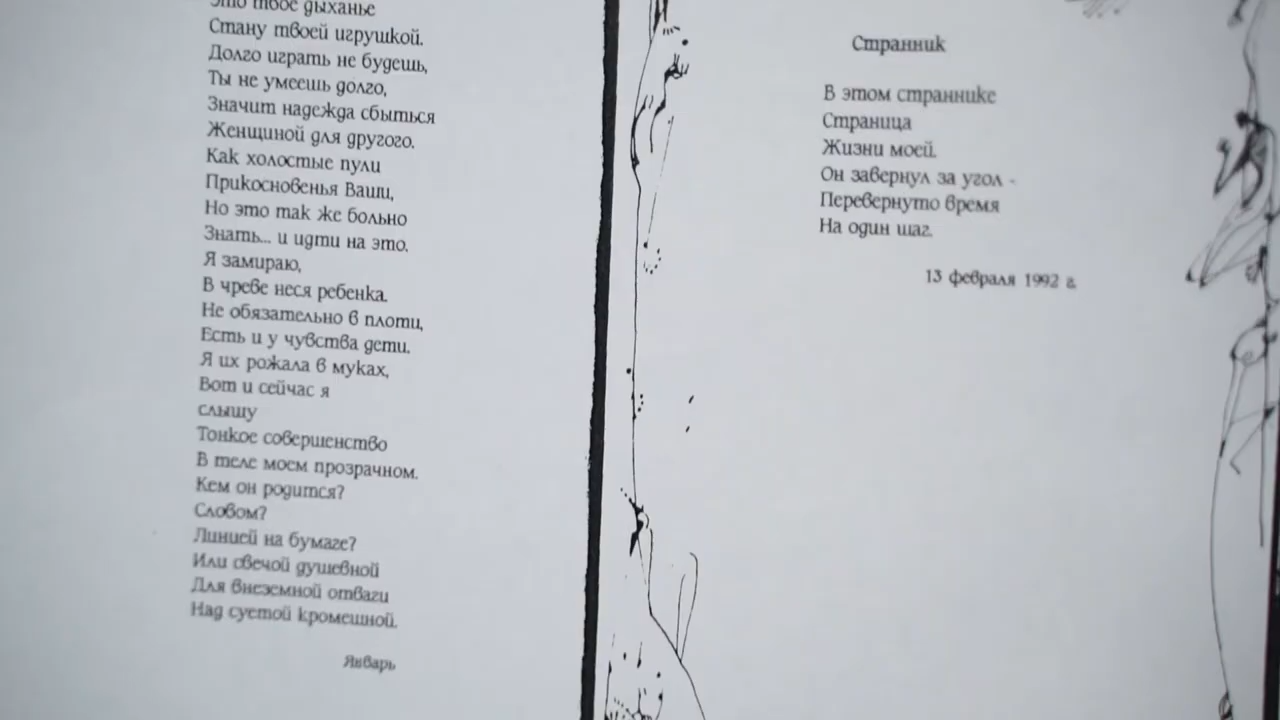 Это твое дыханье
Стану твоей игрушкой.
Долго играть не будешь,
Ты не умеешь долго,
Значит надежда сбыться
Женщиной для другого.
Как холостые пули
Прикосновенья Ваши,
Но это так же больно
Знать... и идти на это.
Я замираю,
В чреве неся ребенка.
Не обязательно в плоти,
Есть и у чувства дети.
Я их рожала в муках,
Вот и сейчас я
слышу
Тонкое совершенство
В теле моем прозрачном.
Кем он родится?
Словом?
Линией на бумаге?
Или свечой душевной
Для внеземной отваги
Над суетой кромешной.
Январь
Странник
В этом страннике
Страница
Жизни моей.
Он завернул за угол -
Перевернуто время
На один шаг.
13 февраля 1992 г.